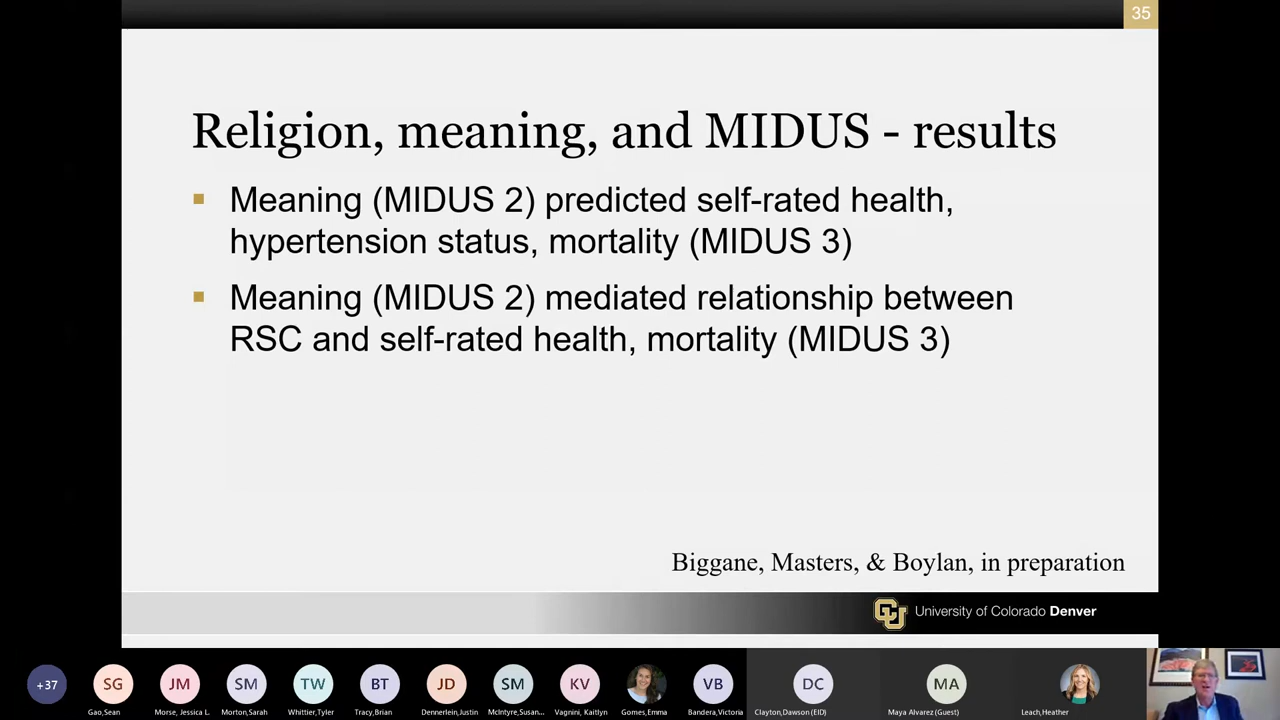 35
Religion, meaning, and MIDUS - results
Meaning (MIDUS 2) predicted self-rated health,
hypertension status, mortality (MIDUS 3)
Meaning (MIDUS 2) mediated relationship between
RSC and self-rated health, mortality (MIDUS 3)
Biggane, Masters, & Boylan, in preparation
CU University of Colorado Denver
+37 SG JM SM TW BT JD SM KV VB DC MA
Gao,Sean Morse, Jessica L. Morton,Sarah Whittier,Tyler Tracy,Brian Dennerlein,Justin McIntyre,Susan... Vagnini, Kaitlyn Gomes,Emma Bandera,Victoria Clayton,Dawson (EID) Maya Alvarez (Guest) Leach,Heather